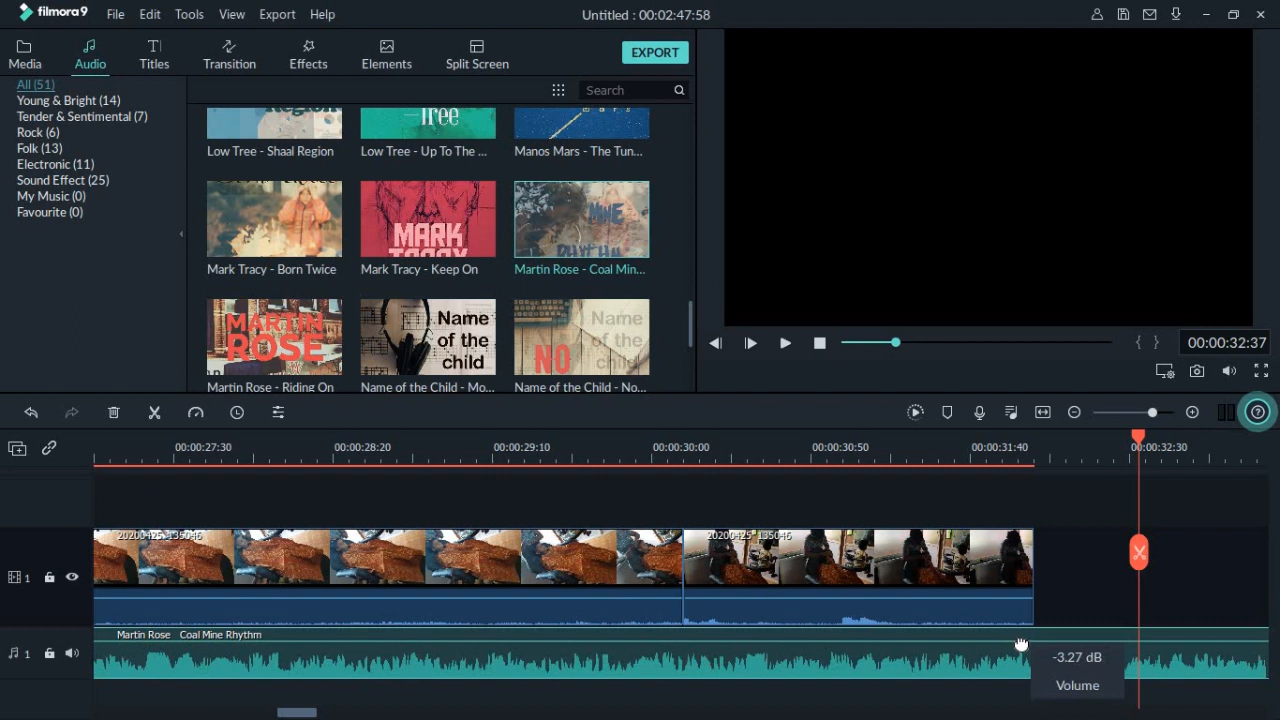 filmora9 File Edit Tools View Export Help Untitled : 00:02:47:58
Media Audio Titles Transition Effects Elements Split Screen EXPORT
All (51)
Young & Bright (14)
Tender & Sentimental (7)
Rock (6)
Folk (13)
Electronic (11)
Sound Effect (25)
My Music (0)
Favourite (0)
Search
Tree
Low Tree - Shaal Region
Low Tree - Up To The ...
Manos Mars - The Tun...
MARK
TRACY
MINE
RHYTHM
Mark Tracy - Born Twice
Mark Tracy - Keep On
Martin Rose - Coal Min...
MARTIN
ROSE
Name
of the
child
Name
of the
child
NO
Martin Rose - Riding On
Name of the Child - Mo...
Name of the Child - No...
{ } 00:00:32:37
00:00:27:30 00:00:28:20 00:00:29:10 00:00:30:00 00:00:30:50 00:00:31:40 00:00:32:30
20200425_135046 20200425_135046
1
Martin Rose Coal Mine Rhythm
1
-3.27 dB
Volume